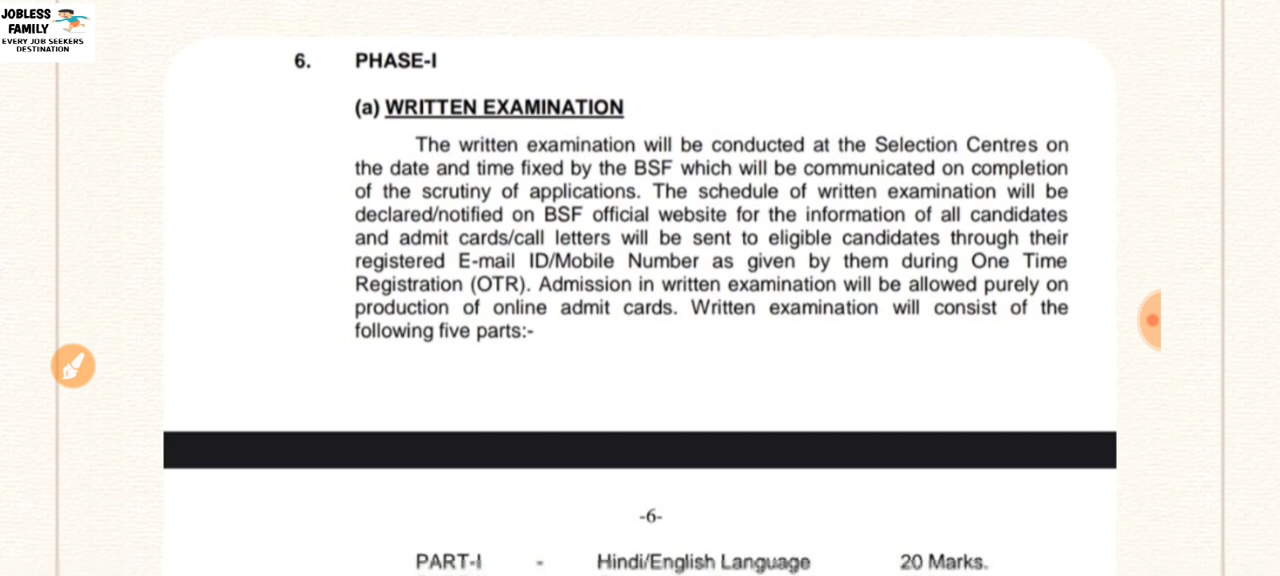 JOBLESS
FAMILY
EVERY JOB SEEKERS
DESTINATION
6. PHASE-I
(a) WRITTEN EXAMINATION
The written examination will be conducted at the Selection Centres on
the date and time fixed by the BSF which will be communicated on completion
of the scrutiny of applications. The schedule of written examination will be
declared/notified on BSF official website for the information of all candidates
and admit cards/call letters will be sent to eligible candidates through their
registered E-mail ID/Mobile Number as given by them during One Time
Registration (OTR). Admission in written examination will be allowed purely on
production of online admit cards. Written examination will consist of the
following five parts:-
-6-
PART-I - Hindi/English Language 20 Marks.